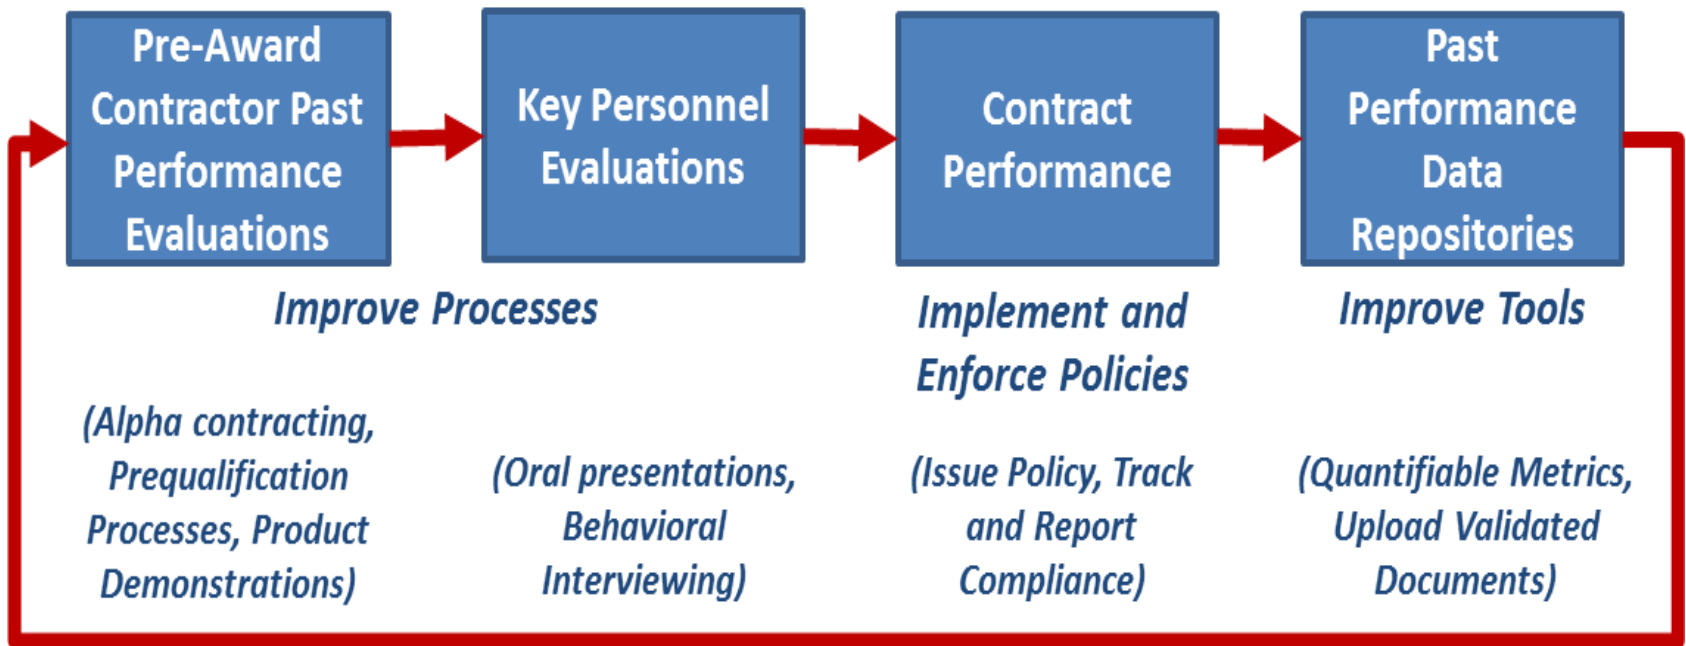 Pre-Award
Contractor Past
Performance
Evaluations
Key Personnel
Evaluations
Contract
Performance
Past
Performance
Data
Repositories
Improve Processes
Implement and
Enforce Policies
Improve Tools
(Alpha contracting,
Prequalification
Processes, Product
Demonstrations)
(Oral presentations,
Behavioral
Interviewing)
(Issue Policy, Track
and Report
Compliance)
(Quantifiable Metrics,
Upload Validated
Documents)